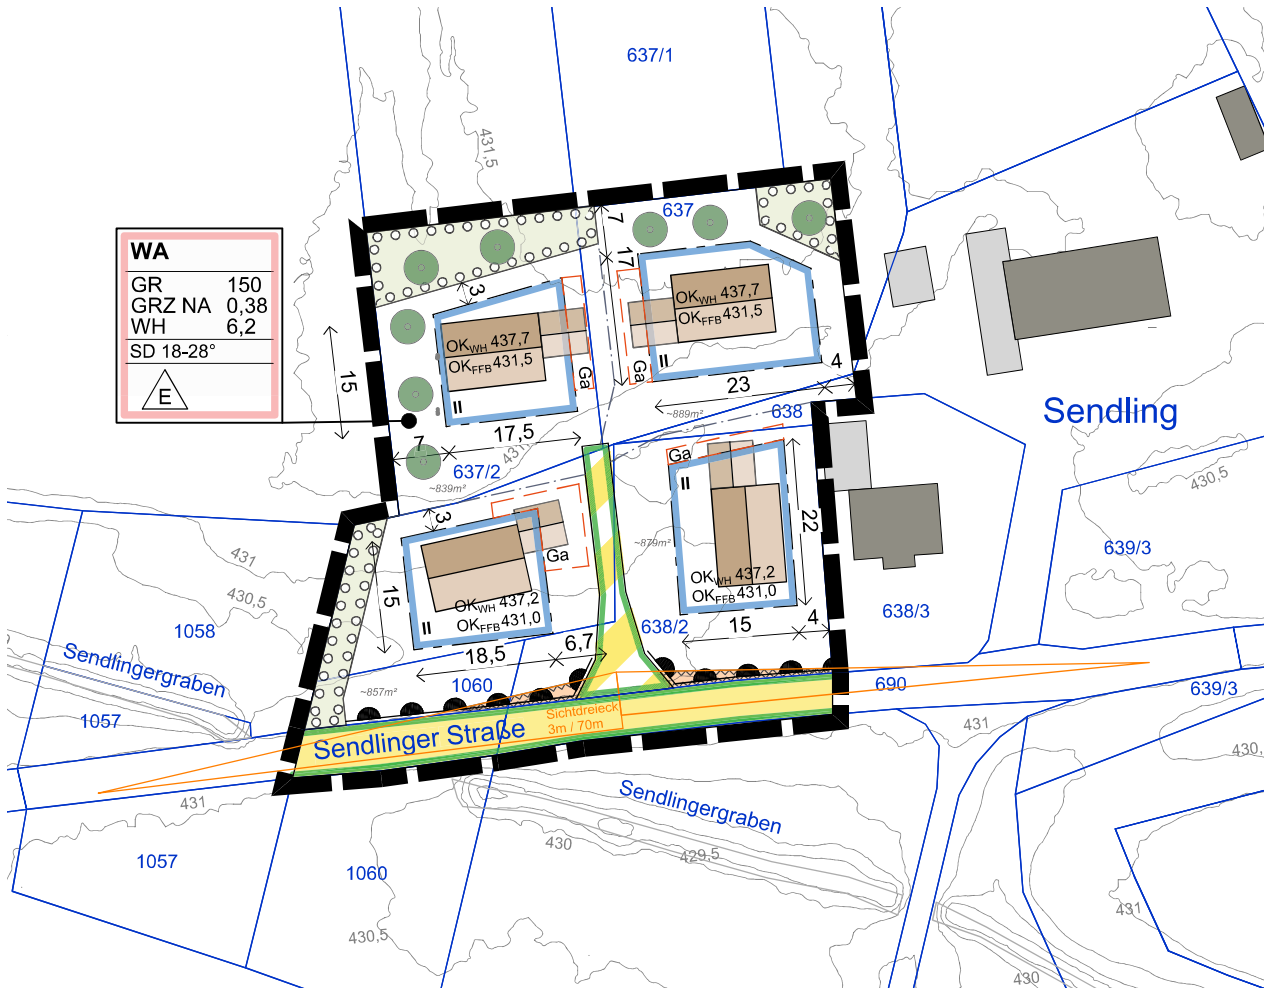 637/1
431,5
637
7
17
WA
GR 150
GRZ NA 0,38
WH 6,2
SD 18-28°
E
3
OKWH 437,7
OKFFB 431,5
II
Ga
OKWH 437,7
OKFFB 431,5
II
Ga
15
4
23
~889m²
638
Sendling
7
17,5
637/2
~839m²
Ga
II
3
22
430,5
639/3
~879m²
Ga
15
OKWH 437,2
OKFFB 431,0
II
OKWH 437,2
OKFFB 431,0
431
430,5
1058
638/3
638/2
15
4
18,5
6,7
Sendlingergraben
1060
~857m²
690
639/3
1057
Sichtdreieck
3m / 70m
Sendlinger Straße
431
430,
431
Sendlingergraben
430
429,5
1057
1060
431
430,5
430